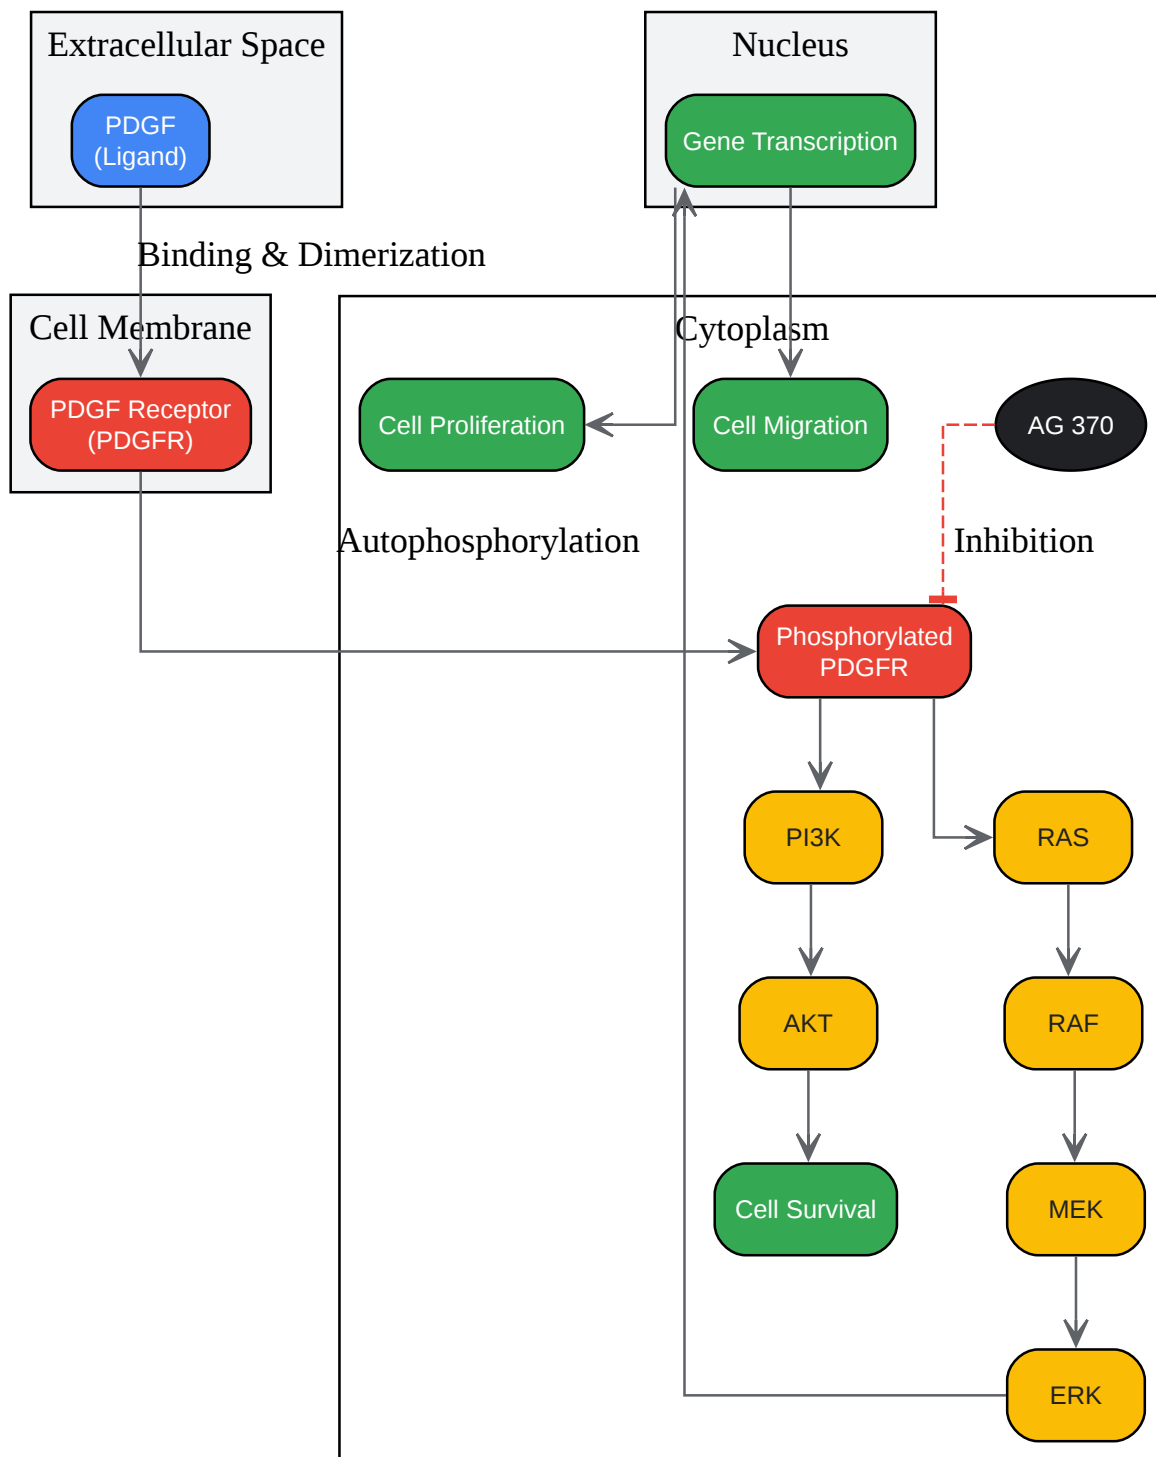 Extracellular Space
Nucleus
PDGF
(Ligand)
Gene Transcription
Binding & Dimerization
Cell Membrane
Cytoplasm
PDGF Receptor
(PDGFR)
Cell Proliferation
Cell Migration
AG 370
Autophosphorylation
Inhibition
Phosphorylated
PDGFR
PI3K
RAS
AKT
RAF
Cell Survival
MEK
ERK